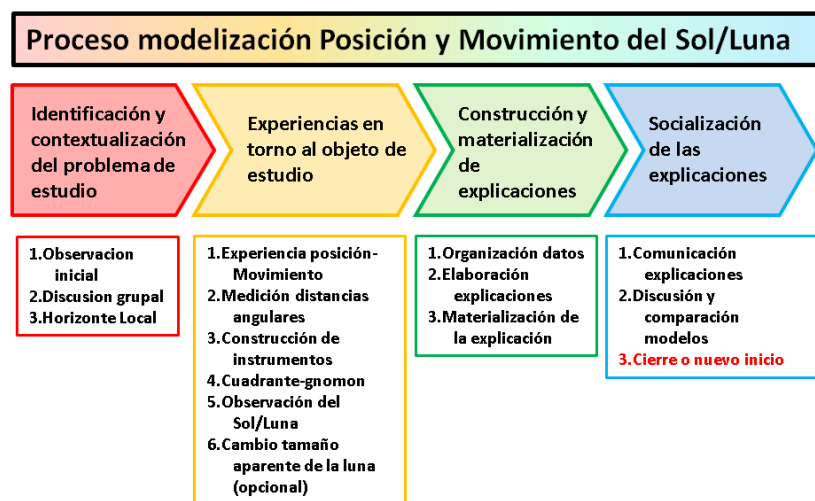 Proceso modelización Posición y Movimiento del Sol/Luna
Identificación y
contextualización
del problema de
estudio
Experiencias en
torno al objeto de
estudio
Construcción y
materialización
de
explicaciones
Socialización
de las
explicaciones
1.Observacion
inicial
2.Discusion grupal
3.Horizonte Local
1.Experiencia posición-
Movimiento
2.Medición distancias
angulares
3.Construcción de
instrumentos
4.Cuadrante-gnomon
5.Observación del
Sol/Luna
6.Cambio tamaño
aparente de la luna
(opcional)
1.Organización datos
2.Elaboración
explicaciones
3.Materialización de
la explicación
1.Comunicación
explicaciones
2.Discusión y
comparación
modelos
3.Cierre o nuevo inicio